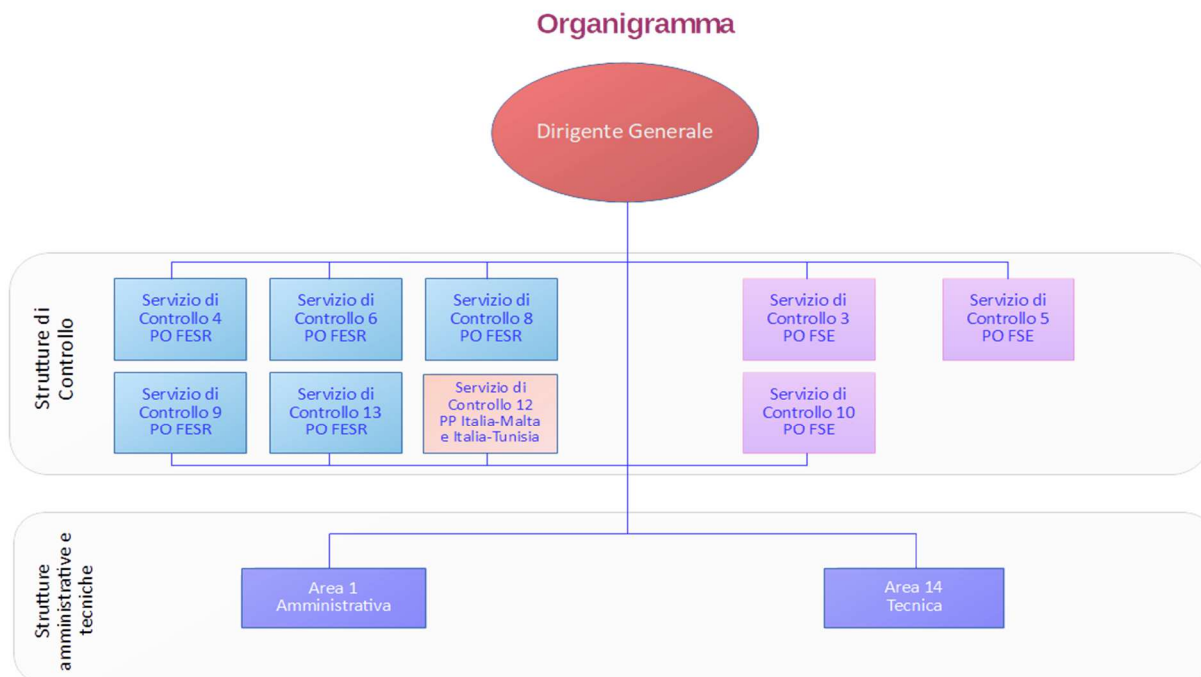 Organigramma
Dirigente Generale
Strutture di
Controllo
Servizio di
Controllo 4
PO FESR
Servizio di
Controllo 6
PO FESR
Servizio di
Controllo 8
PO FESR
Servizio di
Controllo 3
PO FSE
Servizio di
Controllo 5
PO FSE
Servizio di
Controllo 9
PO FESR
Servizio di
Controllo 13
PO FESR
Servizio di
Controllo 12
PP Italia-Malta
e Italia-Tunisia
Servizio di
Controllo 10
PO FSE
Strutture
amministrative e
tecniche
Area 1
Amministrativa
Area 14
Tecnica